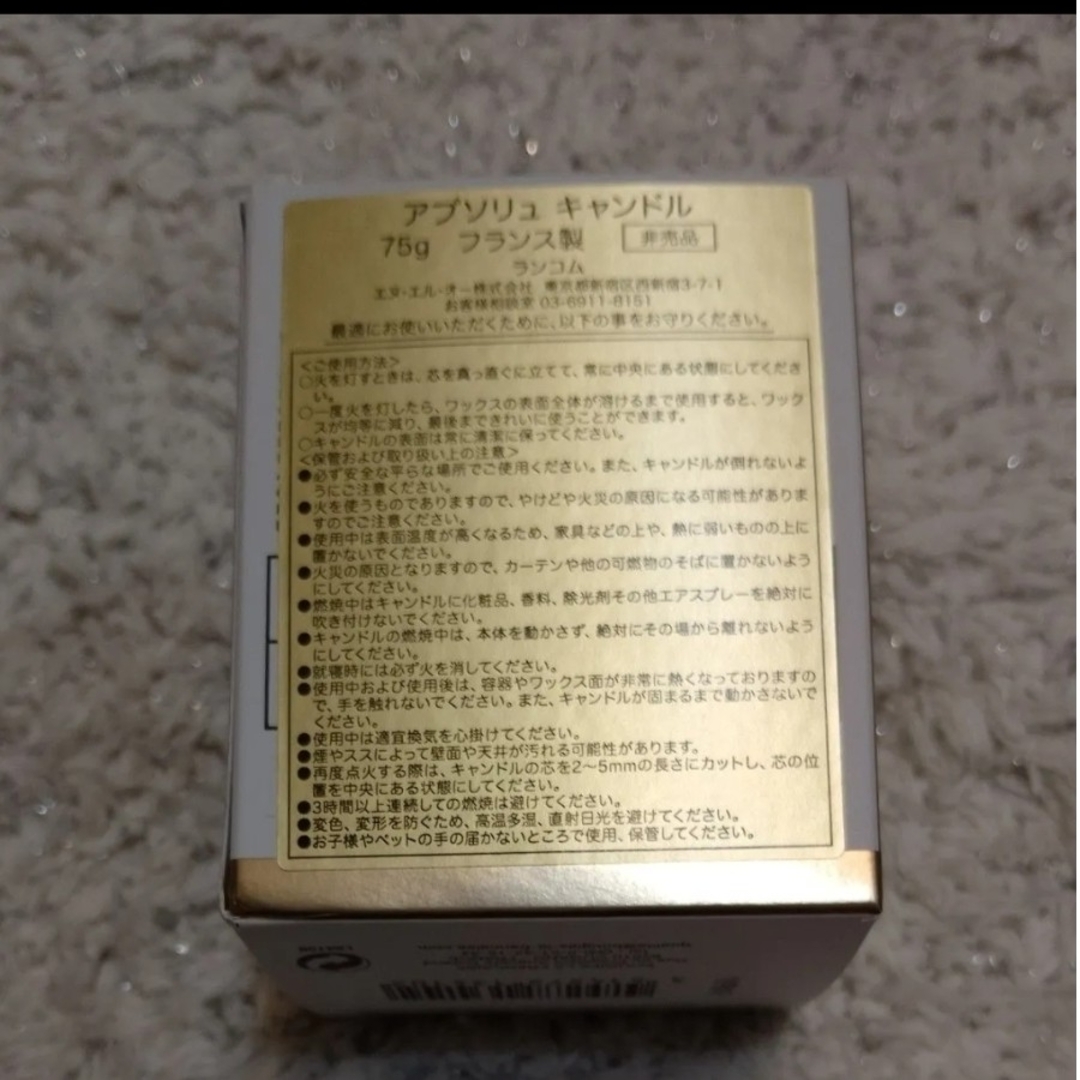 アプソリュ キャンドル
75g フランス製 非売品
ランコム
エヌ・エル・オー株式会社 東京都新宿区西新宿3-7-1
お客様相談室 03-6911-8151
最適にお使いいただくために、以下の事をお守りください。
<ご使用方法>
○火を灯すときは、芯を真っ直ぐに立てて、常に中央にある状態にしてくださ
い。
○一度火を灯したら、ワックスの表面全体が溶けるまで使用すると、ワック
スが均等に減り、最後まできれいに使うことができます。
○キャンドルの表面は常に清潔に保ってください。
<保管および取り扱い上の注意>
●必ず安全な平らな場所でご使用ください。また、キャンドルが倒れないよ
うにご注意ください。
●火を使うものでありますので、やけどや火災の原因になる可能性がありま
すのでご注意ください。
●使用中は表面温度が高くなるため、家具などの上や、熱に弱いものの上に
置かないでください。
●火災の原因となりますので、カーテンや他の可燃物のそばに置かないよう
にしてください。
●燃焼中はキャンドルに化粧品、香料、除光剤その他エアスプレーを絶対に
吹き付けないでください。
●キャンドルの燃焼中は、本体を動かさず、絶対にその場から離れないよう
にしてください。
●就寝時には必ず火を消してください。
●使用中および使用後は、容器やワックス面が非常に熱くなっておりますの
で、手を触れないでください。また、キャンドルが固まるまで動かさないで
ください。
●使用中は適宜換気を心掛けてください。
●煙やススによって壁面や天井が汚れる可能性があります。
●再度点火する際は、キャンドルの芯を2〜5mmの長さにカットし、芯の位
置を中央にある状態にしてください。
●3時間以上連続しての燃焼は避けてください。
●変色、変形を防ぐため、高温多湿、直射日光を避けてください。
●お子様やペットの手の届かないところで使用、保管してください。